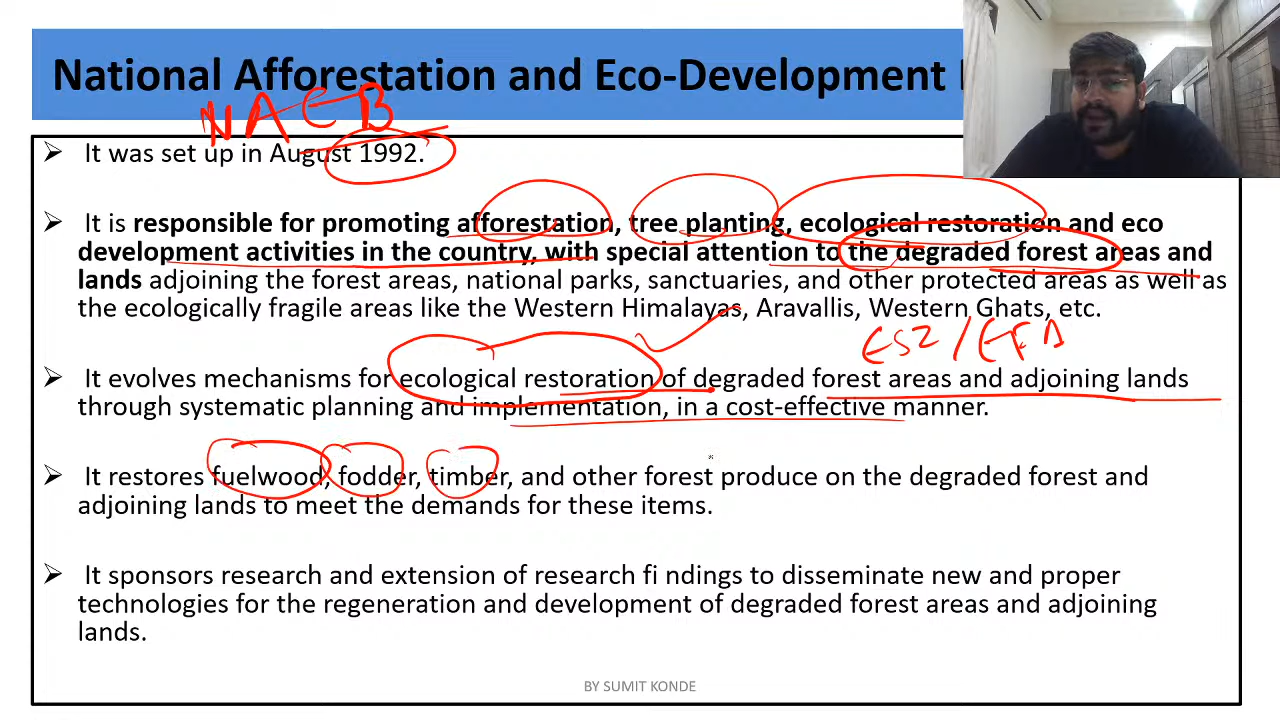 National Afforestation and Eco-Development
NAEB
➢ It was set up in August 1992.
➢ It is responsible for promoting afforestation, tree planting, ecological restoration and eco
development activities in the country, with special attention to the degraded forest areas and
lands adjoining the forest areas, national parks, sanctuaries, and other protected areas as well as
the ecologically fragile areas like the Western Himalayas, Aravallis, Western Ghats, etc.
ESZ/EFA
➢ It evolves mechanisms for ecological restoration of degraded forest areas and adjoining lands
through systematic planning and implementation, in a cost-effective manner.
➢ It restores fuelwood, fodder, timber, and other forest produce on the degraded forest and
adjoining lands to meet the demands for these items.
➢ It sponsors research and extension of research fi ndings to disseminate new and proper
technologies for the regeneration and development of degraded forest areas and adjoining
lands.
BY SUMIT KONDE